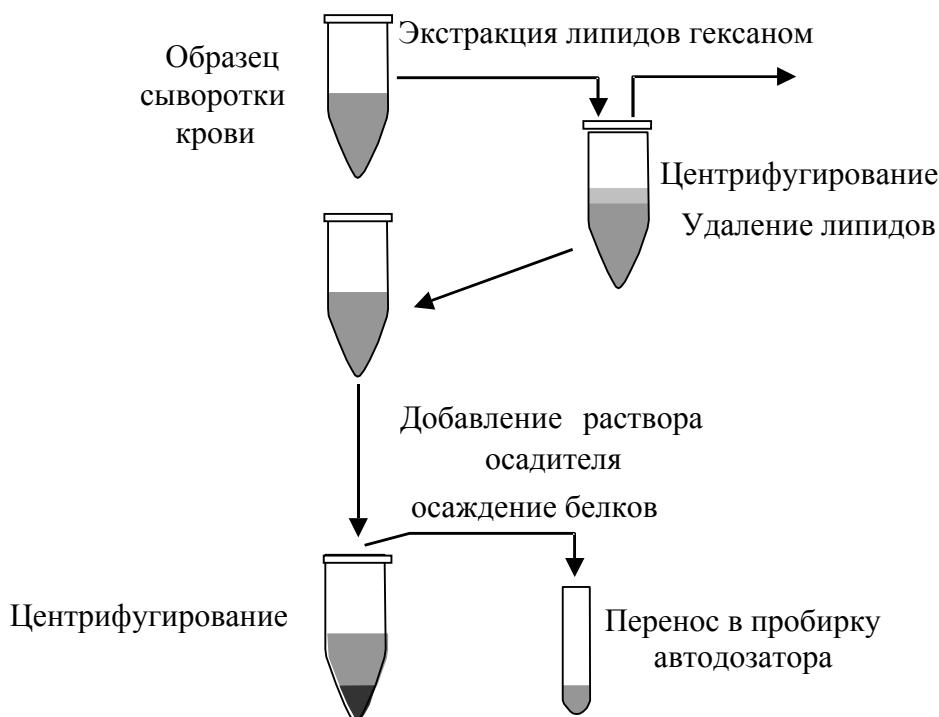 Экстракция липидов гексаном
Образец
сыворотки
крови
Центрифугирование
Удаление липидов
Добавление раствора
осадителя
осаждение белков
Центрифугирование
Перенос в пробирку
автодозатора